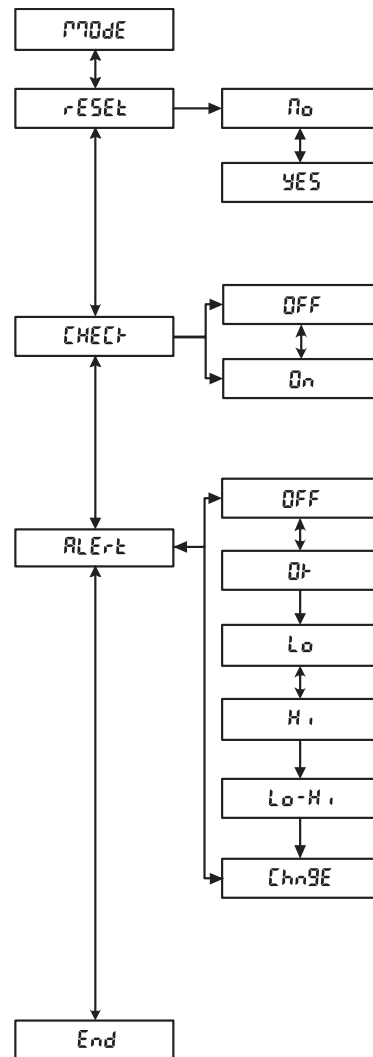 MODE
rESEt
No
YES
CHECk
OFF
On
ALErt
OFF
Ok
Lo
Hi
Lo-Hi
ChngE
End